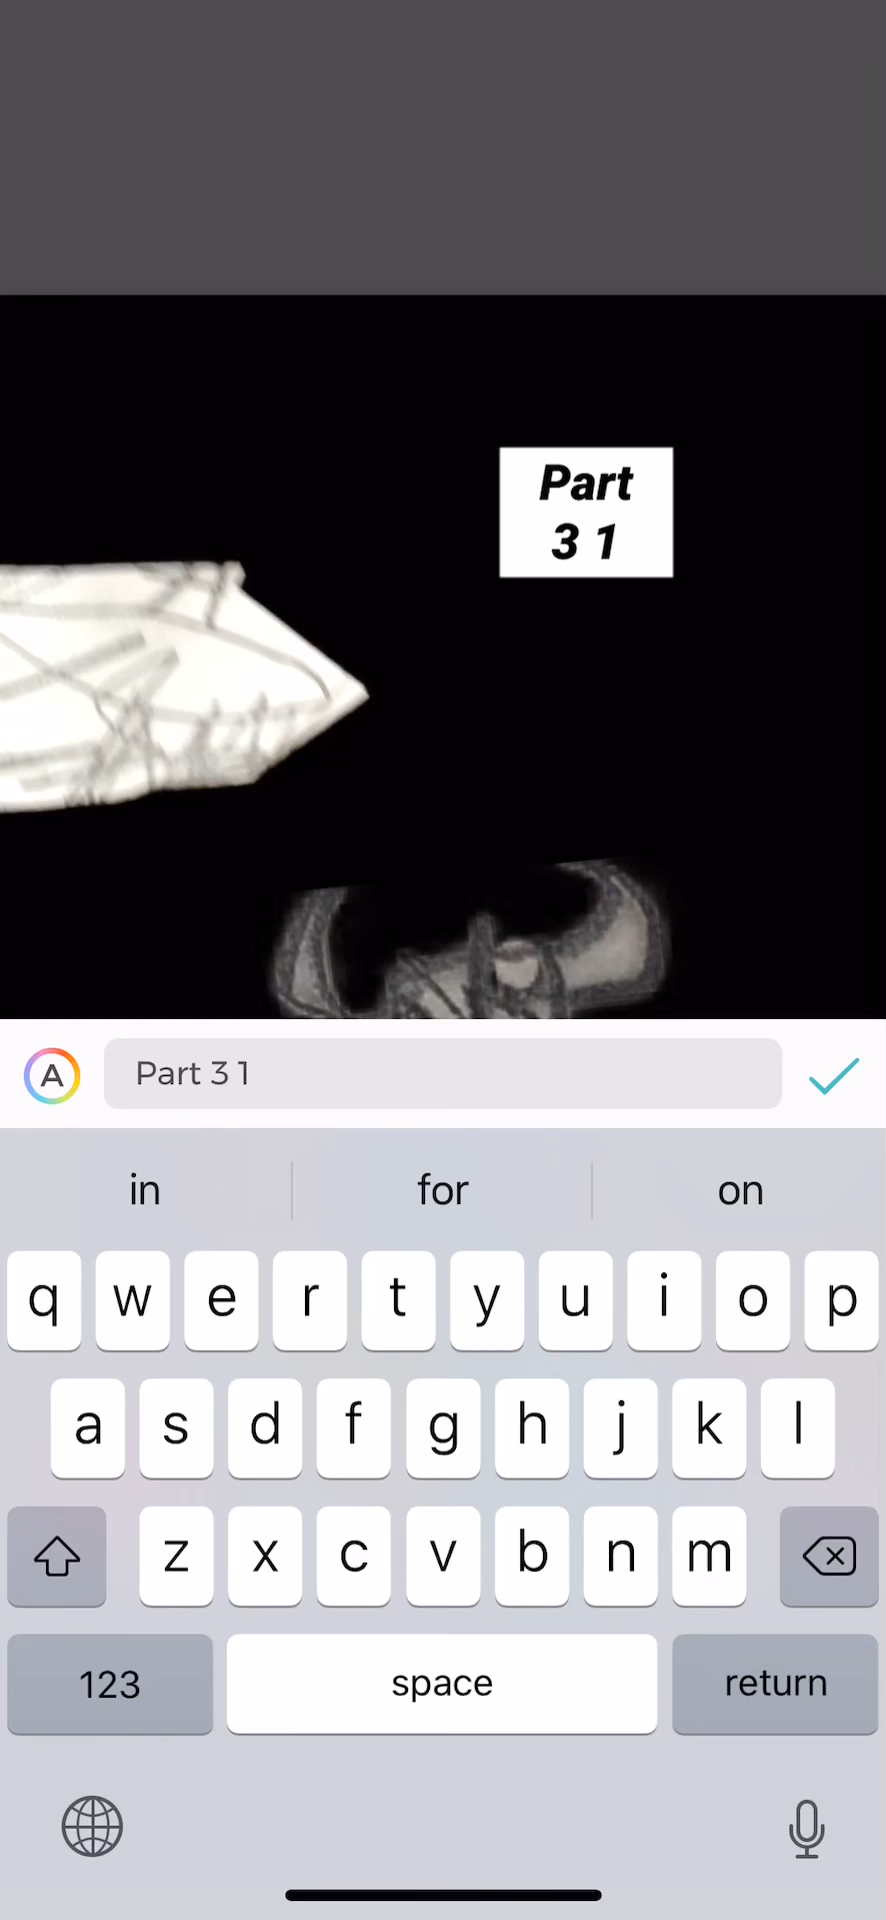 Part
3 1
A Part 3 1
in for on
q w e r t y u i o p
a s d f g h j k l
z x c v b n m
123 space return